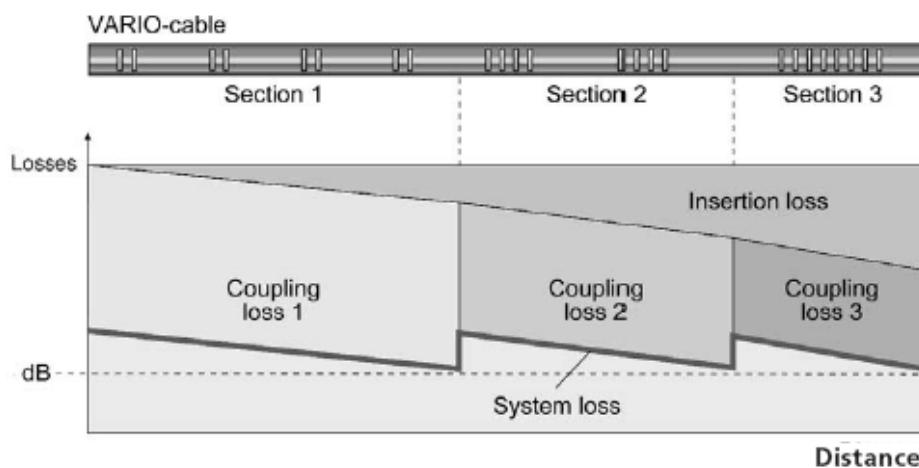 VARIO-cable
Section 1 Section 2 Section 3
Losses
Insertion loss
Coupling loss 1
Coupling loss 2
Coupling loss 3
dB
System loss
Distance